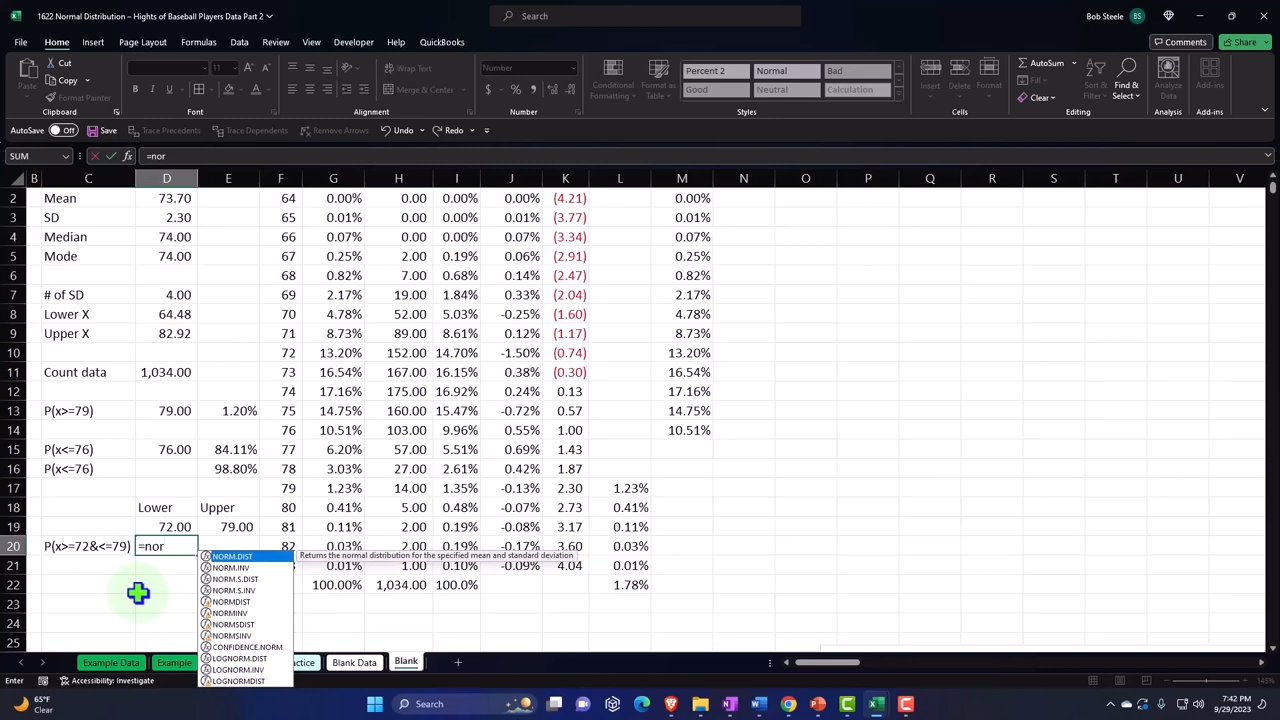 1622 Normal Distribution – Hights of Baseball Players Data Part 2
Search
Bob Steele BS
File Home Insert Page Layout Formulas Data Review View Developer Help QuickBooks Comments Share
Cut
Copy
Format Painter
Paste
Clipboard
11
Font
Wrap Text
Merge & Center
Alignment
Number
Number
Conditional Formatting
Format as Table
Percent 2 Normal Bad
Good Neutral Calculation
Styles
Insert Delete Format
Cells
AutoSum
Fill
Clear
Sort & Filter
Find & Select
Editing
Analyze Data
Analysis
Add-ins
Add-ins
AutoSave Off Save Trace Precedents Trace Dependents Remove Arrows Undo Redo
SUM fx =nor
B C D E F G H I J K L M N O P Q R S T U V
2 Mean 73.70 64 0.00% 0.00 0.00% 0.00% (4.21) 0.00%
3 SD 2.30 65 0.01% 0.00 0.00% 0.01% (3.77) 0.01%
4 Median 74.00 66 0.07% 0.00 0.00% 0.07% (3.34) 0.07%
5 Mode 74.00 67 0.25% 2.00 0.19% 0.06% (2.91) 0.25%
6 68 0.82% 7.00 0.68% 0.14% (2.47) 0.82%
7 # of SD 4.00 69 2.17% 19.00 1.84% 0.33% (2.04) 2.17%
8 Lower X 64.48 70 4.78% 52.00 5.03% -0.25% (1.60) 4.78%
9 Upper X 82.92 71 8.73% 89.00 8.61% 0.12% (1.17) 8.73%
10 72 13.20% 152.00 14.70% -1.50% (0.74) 13.20%
11 Count data 1,034.00 73 16.54% 167.00 16.15% 0.38% (0.30) 16.54%
12 74 17.16% 175.00 16.92% 0.24% 0.13 17.16%
13 P(x>=79) 79.00 1.20% 75 14.75% 160.00 15.47% -0.72% 0.57 14.75%
14 76 10.51% 103.00 9.96% 0.55% 1.00 10.51%
15 P(x<=76) 76.00 84.11% 77 6.20% 57.00 5.51% 0.69% 1.43
16 P(x<=76) 98.80% 78 3.03% 27.00 2.61% 0.42% 1.87
17 79 1.23% 14.00 1.35% -0.13% 2.30 1.23%
18 Lower Upper 80 0.41% 5.00 0.48% -0.07% 2.73 0.41%
19 72.00 79.00 81 0.11% 2.00 0.19% -0.08% 3.17 0.11%
20 P(x>=72&<=79) =nor 82 0.03% 2.00 0.19% -0.17% 3.60 0.03%
NORM.DIST Returns the normal distribution for the specified mean and standard deviation
21 0.01% 1.00 0.10% -0.09% 4.04 0.01%
NORM.INV
NORM.S.DIST
22 100.00% 1,034.00 100.0% 1.78%
NORM.S.INV
23 NORMDIST
NORMINV
24 NORMSDIST
NORMSINV
25 CONFIDENCE.NORM
LOGNORM.DIST
LOGNORM.INV
LOGNORMDIST
Example Data Example ctice Blank Data Blank
Enter Accessibility: Investigate 145%
65°F
Clear
Search
7:42 PM
9/29/2023